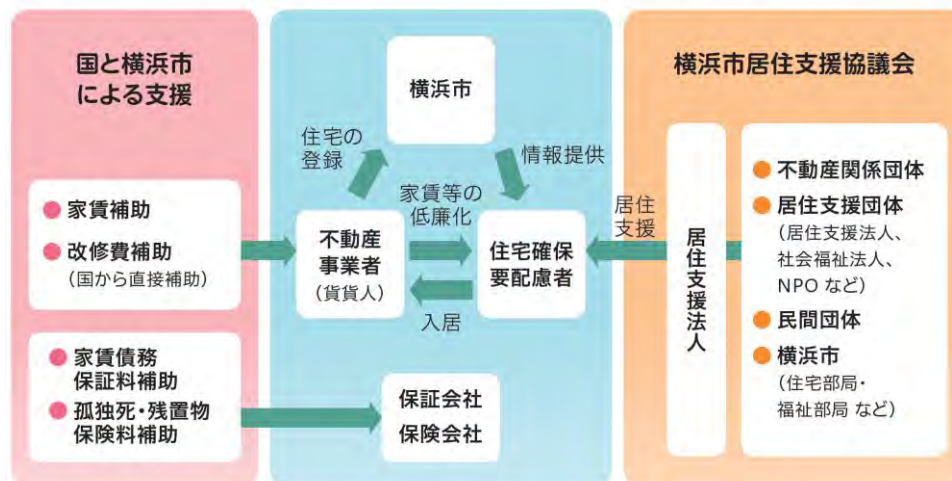 国と横浜市
による支援
● 家賃補助
● 改修費補助
（国から直接補助）
● 家賃債務
保証料補助
● 孤独死・残置物
保険料補助
横浜市
住宅の
登録
情報提供
家賃等の
低廉化
不動産
事業者
（貨貨人）
住宅確保
要配慮者
入居
保証会社
保険会社
横浜市居住支援協議会
居住
支援
居住支援法人
● 不動産関係団体
● 居住支援団体
（居住支援法人、
社会福祉法人、
NPO など）
● 民間団体
● 横浜市
（住宅部局・
福祉部局 など）